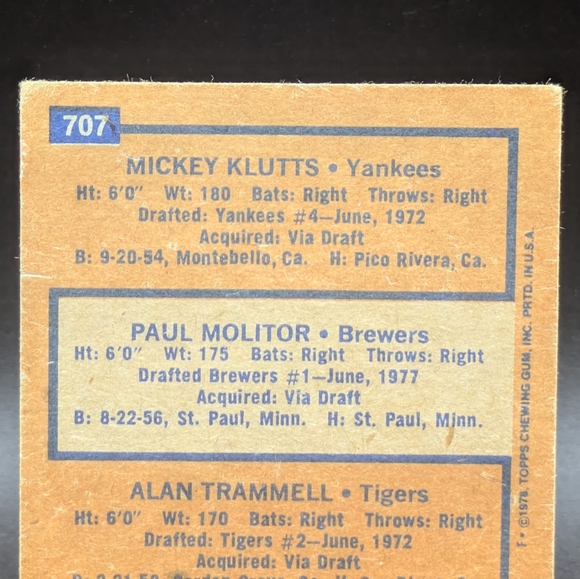 707
MICKEY KLUTTS • Yankees
Ht: 6'0" Wt: 180 Bats: Right Throws: Right
Drafted: Yankees #4—June, 1972
Acquired: Via Draft
B: 9-20-54, Montebello, Ca. H: Pico Rivera, Ca.
PAUL MOLITOR • Brewers
Ht: 6'0" Wt: 175 Bats: Right Throws: Right
Drafted Brewers #1—June, 1977
Acquired: Via Draft
B: 8-22-56, St. Paul, Minn. H: St. Paul, Minn.
ALAN TRAMMELL • Tigers
Ht: 6'0" Wt: 170 Bats: Right Throws: Right
Drafted: Tigers #2—June, 1972
Acquired: Via Draft
F• ©1978, TOPPS CHEWING GUM, INC. PRTD. IN U.S.A.